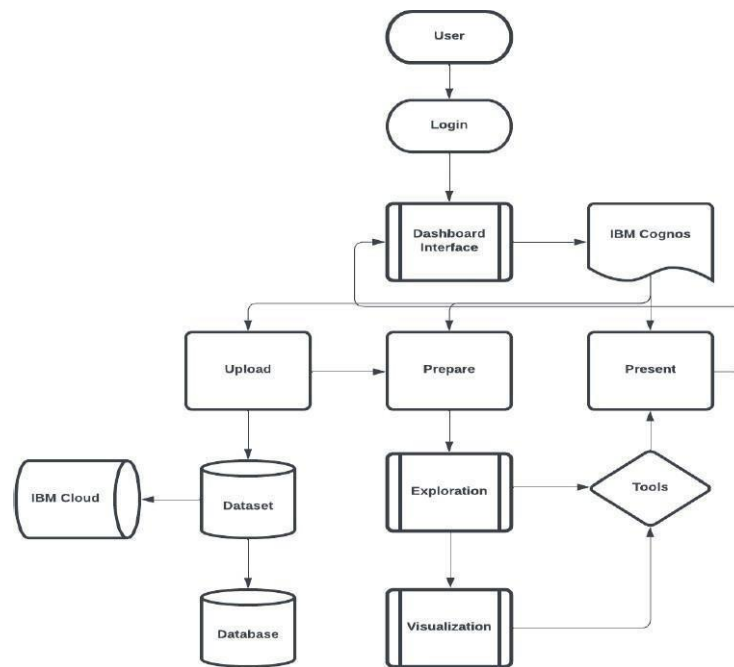 User
Login
Dashboard
Interface
IBM Cognos
Upload
Prepare
Present
IBM Cloud
Dataset
Exploration
Tools
Database
Visualization